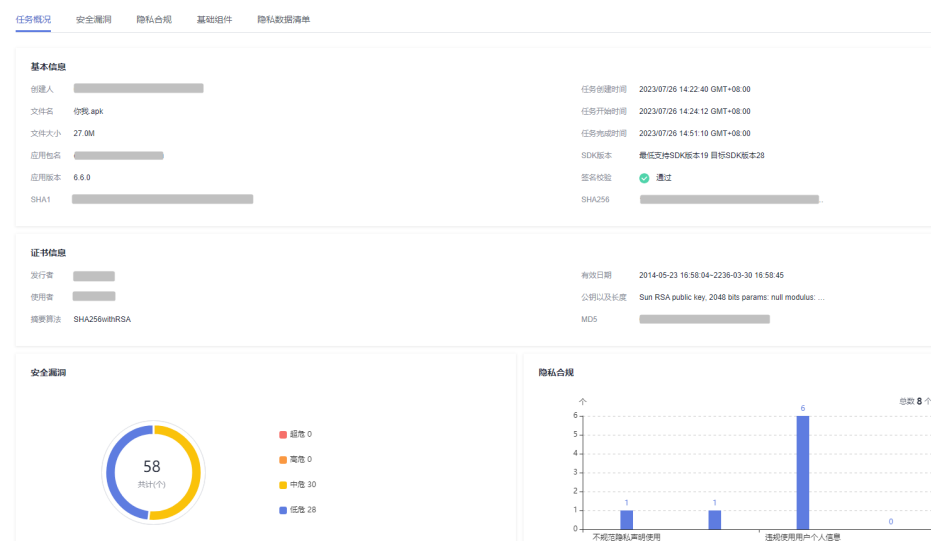 任务概况 安全漏洞 隐私合规 基础组件 隐私数据清单
基本信息
创建人 任务创建时间 2023/07/26 14:22:40 GMT+08:00
文件名 你我.apk 任务开始时间 2023/07/26 14:24:12 GMT+08:00
文件大小 27.0M 任务完成时间 2023/07/26 14:51:10 GMT+08:00
应用包名 SDK版本 最低支持SDK版本19 目标SDK版本28
应用版本 6.6.0 签名校验 通过
SHA1 SHA256 ...
证书信息
发行者 有效日期 2014-05-23 16:58:04~2236-03-30 16:58:45
使用者 公钥以及长度 Sun RSA public key, 2048 bits params: null modulus: ...
摘要算法 SHA256withRSA MD5
安全漏洞
58
共计(个)
超危 0
高危 0
中危 30
低危 28
隐私合规
个 总数 8 个
6
5
4
3
2
1
0
1 1 6 0
不规范隐私声明使用 违规使用用户个人信息